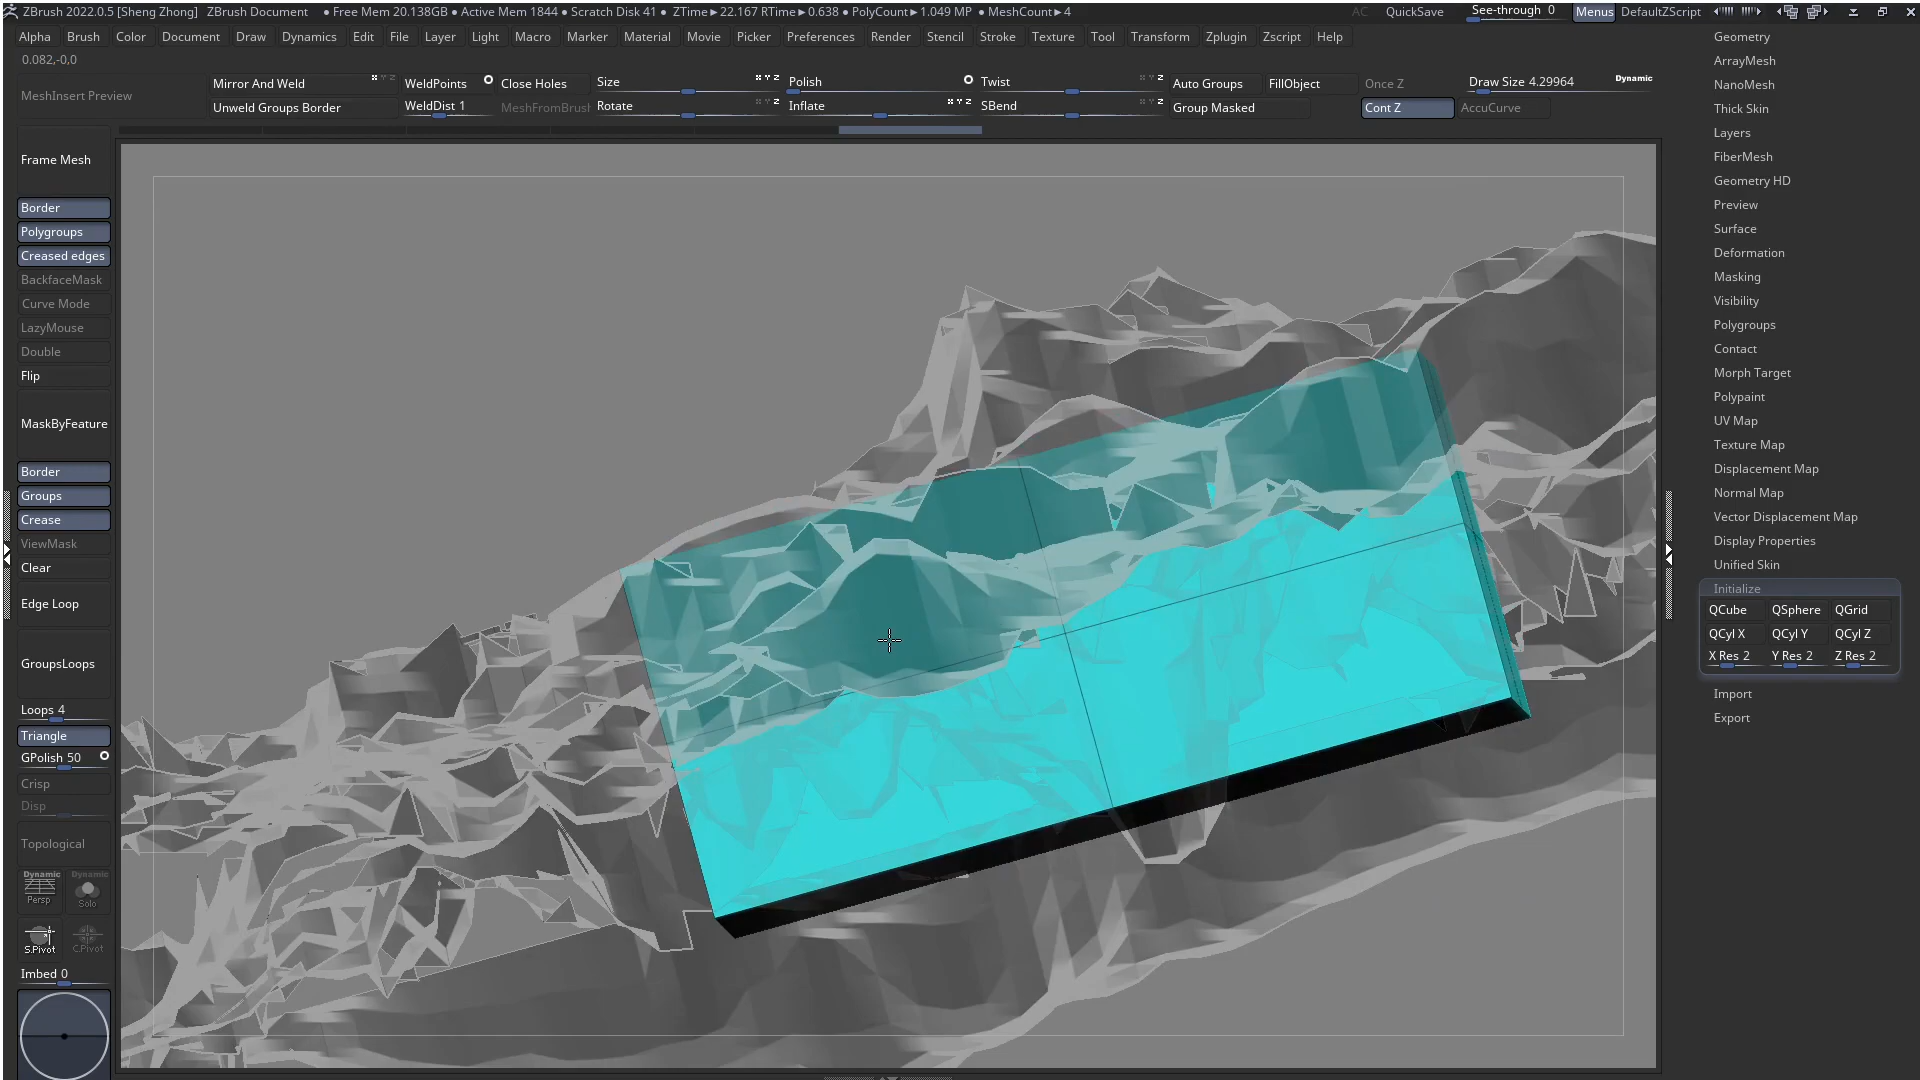 ZBrush 2022.0.5 [Sheng Zhong] ZBrush Document ● Free Mem 20.138GB ● Active Mem 1844 ● Scratch Disk 41 ● ZTime►22.167 RTime►0.638 ● PolyCount►1.049 MP ● MeshCount►4 AC QuickSave See-through 0 Menus DefaultZScript
Alpha Brush Color Document Draw Dynamics Edit File Layer Light Macro Marker Material Movie Picker Preferences Render Stencil Stroke Texture Tool Transform Zplugin Zscript Help
0.082,-0,0
MeshInsert Preview
Mirror And Weld WeldPoints Close Holes Size Polish Twist Auto Groups FillObject Once Z Draw Size 4.29964 Dynamic
Unweld Groups Border WeldDist 1 MeshFromBrush Rotate Inflate SBend Group Masked Cont Z AccuCurve
Frame Mesh
Border
Polygroups
Creased edges
BackfaceMask
Curve Mode
LazyMouse
Double
Flip
MaskByFeature
Border
Groups
Crease
ViewMask
Clear
Edge Loop
GroupsLoops
Loops 4
Triangle
GPolish 50
Crisp
Disp
Topological
Dynamic Dynamic
Persp Solo
S.Pivot C.Pivot
Imbed 0
Geometry
ArrayMesh
NanoMesh
Thick Skin
Layers
FiberMesh
Geometry HD
Preview
Surface
Deformation
Masking
Visibility
Polygroups
Contact
Morph Target
Polypaint
UV Map
Texture Map
Displacement Map
Normal Map
Vector Displacement Map
Display Properties
Unified Skin
Initialize
QCube QSphere QGrid
QCyl X QCyl Y QCyl Z
X Res 2 Y Res 2 Z Res 2
Import
Export